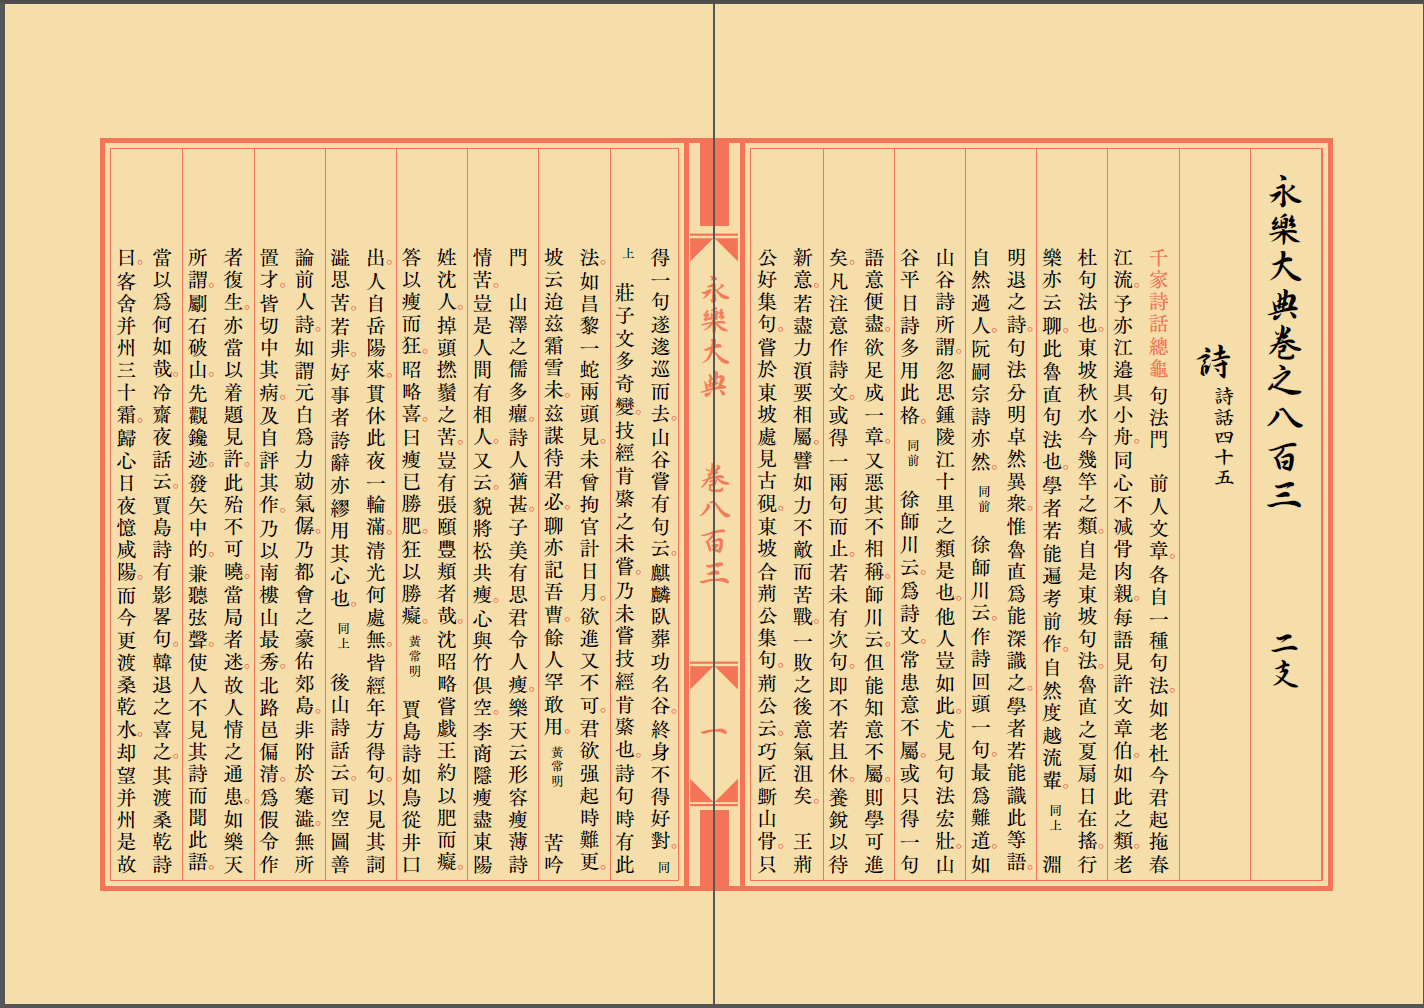 永樂大典卷之八百三 二支
詩 詩話四十五
千家詩話總龜 句法門 前人文章。各自一種句法。如老杜今君起拖春
江流。予亦江邉具小舟。同心不減骨肉親。每語見許文章伯。如此之類。老
杜句法也。東坡秋水今幾竿之類。自是東坡句法。魯直之夏扇日在搖。行
樂亦云聊。此魯直句法也。學者若能遍考前作。自然度越流輩。同上 淵
明退之詩。句法分明。卓然異衆。惟魯直爲能深識之。學者若能識此等語。
自然過人。阮嗣宗詩亦然。同前 徐師川云。作詩回頭一句。最爲難道。如
山谷詩所謂。忽思鍾陵江十里之類是也。他人豈如此。尤見句法宏壯。山
谷平日詩多用此格。同前 徐師川云。爲詩文。常患意不屬。或只得一句
語意便盡。欲足成一章。又惡其不相稱。師川云。但能知意不屬。則學可進
矣。凡注意作詩文。或得一兩句而止。若未有次句。即不若且休。養銳以待
新意。若盡力湏要相屬。譬如力不敵而苦戰。一敗之後。意氣沮矣。 王荊
公好集句。嘗於東坡處見古硯。東坡合荊公集句。荊公云。巧匠斲山骨。只
永樂大典 卷八百三 一
得一句遂逡巡而去。山谷嘗有句云。麒麟臥葬功名谷。終身不得好對。同
上 莊子文多奇變。技經肯綮之未嘗。乃未嘗技經肯綮也。詩句時有此
法。如昌黎一蛇兩頭見。未曾拘官計日月。欲進又不可。君欲强起時難更。
坡云迨玆霜雪未。玆謀待君必。聊亦記吾曹。餘人罕敢用。黃常明 苦吟
門 山澤之儒多癯。詩人猶甚。子美有思君令人瘦。樂天云形容瘦薄詩
情苦。豈是人間有相人。又云。貌將松共瘦。心與竹俱空。李商隱瘦盡東陽
姓沈人。掉頭撚鬚之苦。豈有張頤豐頰者哉。沈昭略嘗戯王約以肥而癡。
答以瘦而狂。昭略喜。曰瘦已勝肥。狂以勝癡。黃常明 賈島詩如鳥從井口
出。人自岳陽來。貫休此夜一輪滿。清光何處無。皆經年方得句。以見其詞
澁思苦。若非好事者誇辭。亦繆用其心也。同上 後山詩話云。司空圖善
論前人詩。如謂元白爲力勍氣孱。乃都會之豪佑。郊島。非附於蹇澁。無所
置才。皆切中其病。及自評其作。乃以南樓山最秀。北路邑偏清。爲假令作
者復生。亦當以着題見許。此殆不可曉。當局者迷。故人情之通患。如樂天
所謂。劚石破山。先觀鑱迹。發矢中的。兼聽弦聲。使人不見其詩而聞此語。
當以爲何如哉。冷齋夜話云。賈島詩有影畧句。韓退之喜之。其渡桑乾詩
曰。客舍并州三十霜。歸心日夜憶咸陽。而今更渡桑乾水。却望并州是故